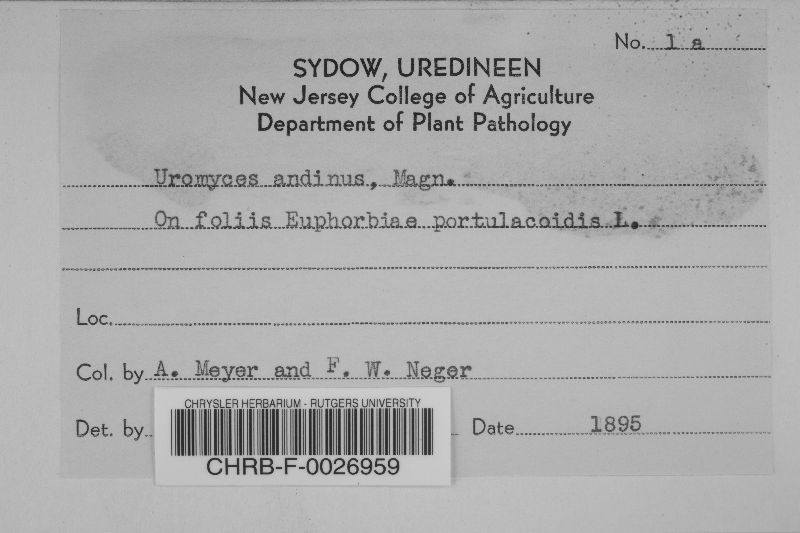 No. 1 a
SYDOW, UREDINEEN
New Jersey College of Agriculture
Department of Plant Pathology
Uromyces andinus, Magn.
On foliis Euphorbiae portulacoidis L.
Loc.
Col. by A. Meyer and F. W. Neger
Det. by Date 1895
CHRYSLER HERBARIUM - RUTGERS UNIVERSITY
CHRB-F-0026959